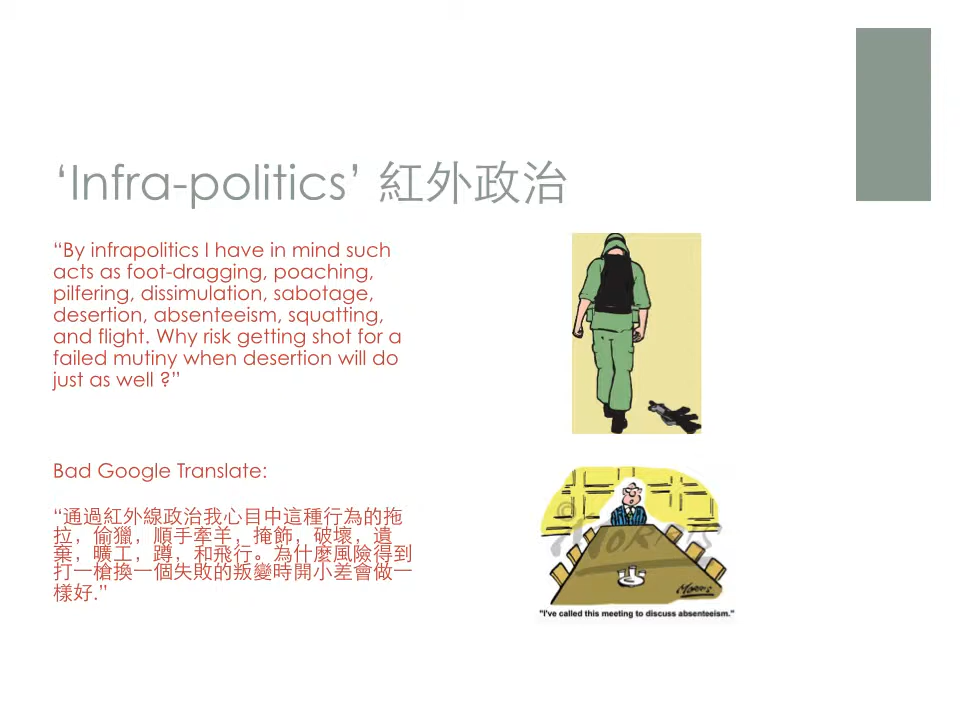 ‘Infra-politics’ 紅外政治
“By infrapolitics I have in mind such
acts as foot-dragging, poaching,
pilfering, dissimulation, sabotage,
desertion, absenteeism, squatting,
and flight. Why risk getting shot for a
failed mutiny when desertion will do
just as well ?”
Bad Google Translate:
“通過紅外線政治我心目中這種行為的拖
拉，偷獵，順手牽羊，掩飾，破壞，遺
棄，曠工，蹲，和飛行。為什麼風險得到
打一槍換一個失敗的叛變時開小差會做一
樣好.”
© MORRIS
MORRIS
"I've called this meeting to discuss absenteeism."